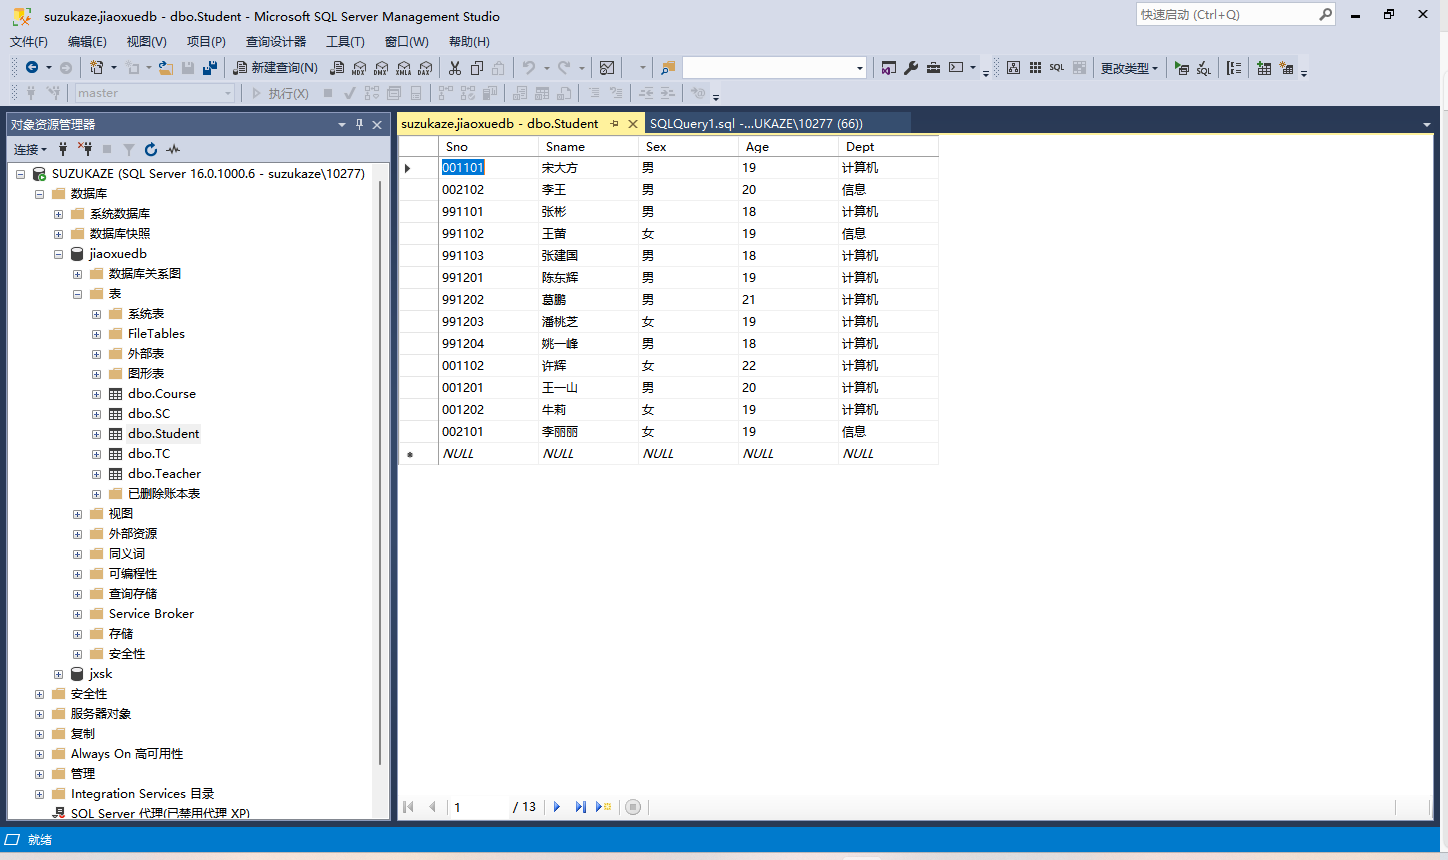 suzukaze.jiaoxuedb - dbo.Student - Microsoft SQL Server Management Studio
快速启动 (Ctrl+Q)
文件(F) 编辑(E) 视图(V) 项目(P) 查询设计器 工具(T) 窗口(W) 帮助(H)
新建查询(N) MDX DMX XMLA DAX SQL 更改类型 SQL
master 执行(X)
对象资源管理器
连接
SUZUKAZE (SQL Server 16.0.1000.6 - suzukaze\10277)
数据库
系统数据库
数据库快照
jiaoxuedb
数据库关系图
表
系统表
FileTables
外部表
图形表
dbo.Course
dbo.SC
dbo.Student
dbo.TC
dbo.Teacher
已删除账本表
视图
外部资源
同义词
可编程性
查询存储
Service Broker
存储
安全性
jxsk
安全性
服务器对象
复制
Always On 高可用性
管理
Integration Services 目录
SQL Server 代理(已禁用代理 XP)
suzukaze.jiaoxuedb - dbo.Student SQLQuery1.sql -...UKAZE\10277 (66))
Sno Sname Sex Age Dept
001101 宋大方 男 19 计算机
002102 李王 男 20 信息
991101 张彬 男 18 计算机
991102 王茵 女 19 信息
991103 张建国 男 18 计算机
991201 陈东辉 男 19 计算机
991202 葛鹏 男 21 计算机
991203 潘桃芝 女 19 计算机
991204 姚一峰 男 18 计算机
001102 许辉 女 22 计算机
001201 王一山 男 20 计算机
001202 牛莉 女 19 计算机
002101 李丽丽 女 19 信息
NULL NULL NULL NULL NULL
1 / 13
就绪